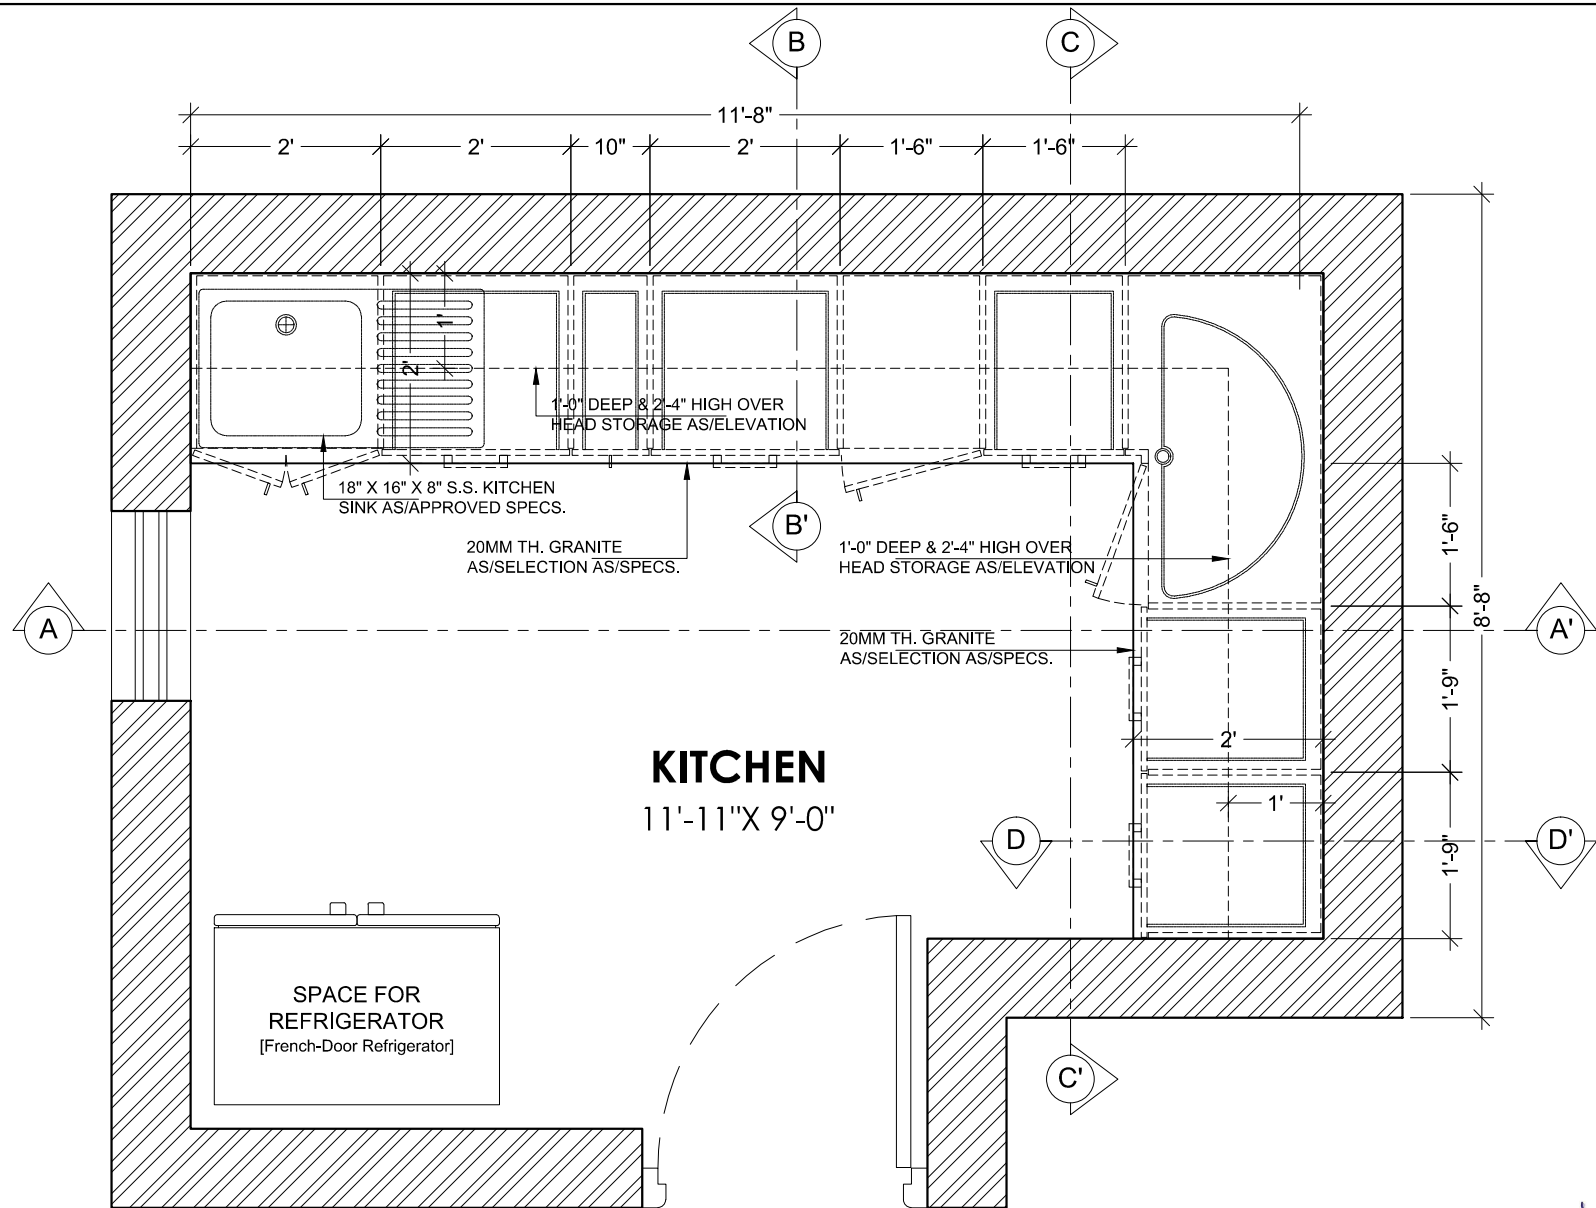 B
C
11'-8"
2'
2'
10"
2'
1'-6"
1'-6"
1'
2'
1'-0" DEEP & 2'-4" HIGH OVER
HEAD STORAGE AS/ELEVATION
18" X 16" X 8" S.S. KITCHEN
SINK AS/APPROVED SPECS.
B'
20MM TH. GRANITE
AS/SELECTION AS/SPECS.
1'-0" DEEP & 2'-4" HIGH OVER
HEAD STORAGE AS/ELEVATION
1'-6"
8'-8"
A
A'
20MM TH. GRANITE
AS/SELECTION AS/SPECS.
1'-9"
2'
KITCHEN
11'-11"X 9'-0"
1'
D
D'
1'-9"
SPACE FOR
REFRIGERATOR
[French-Door Refrigerator]
C'